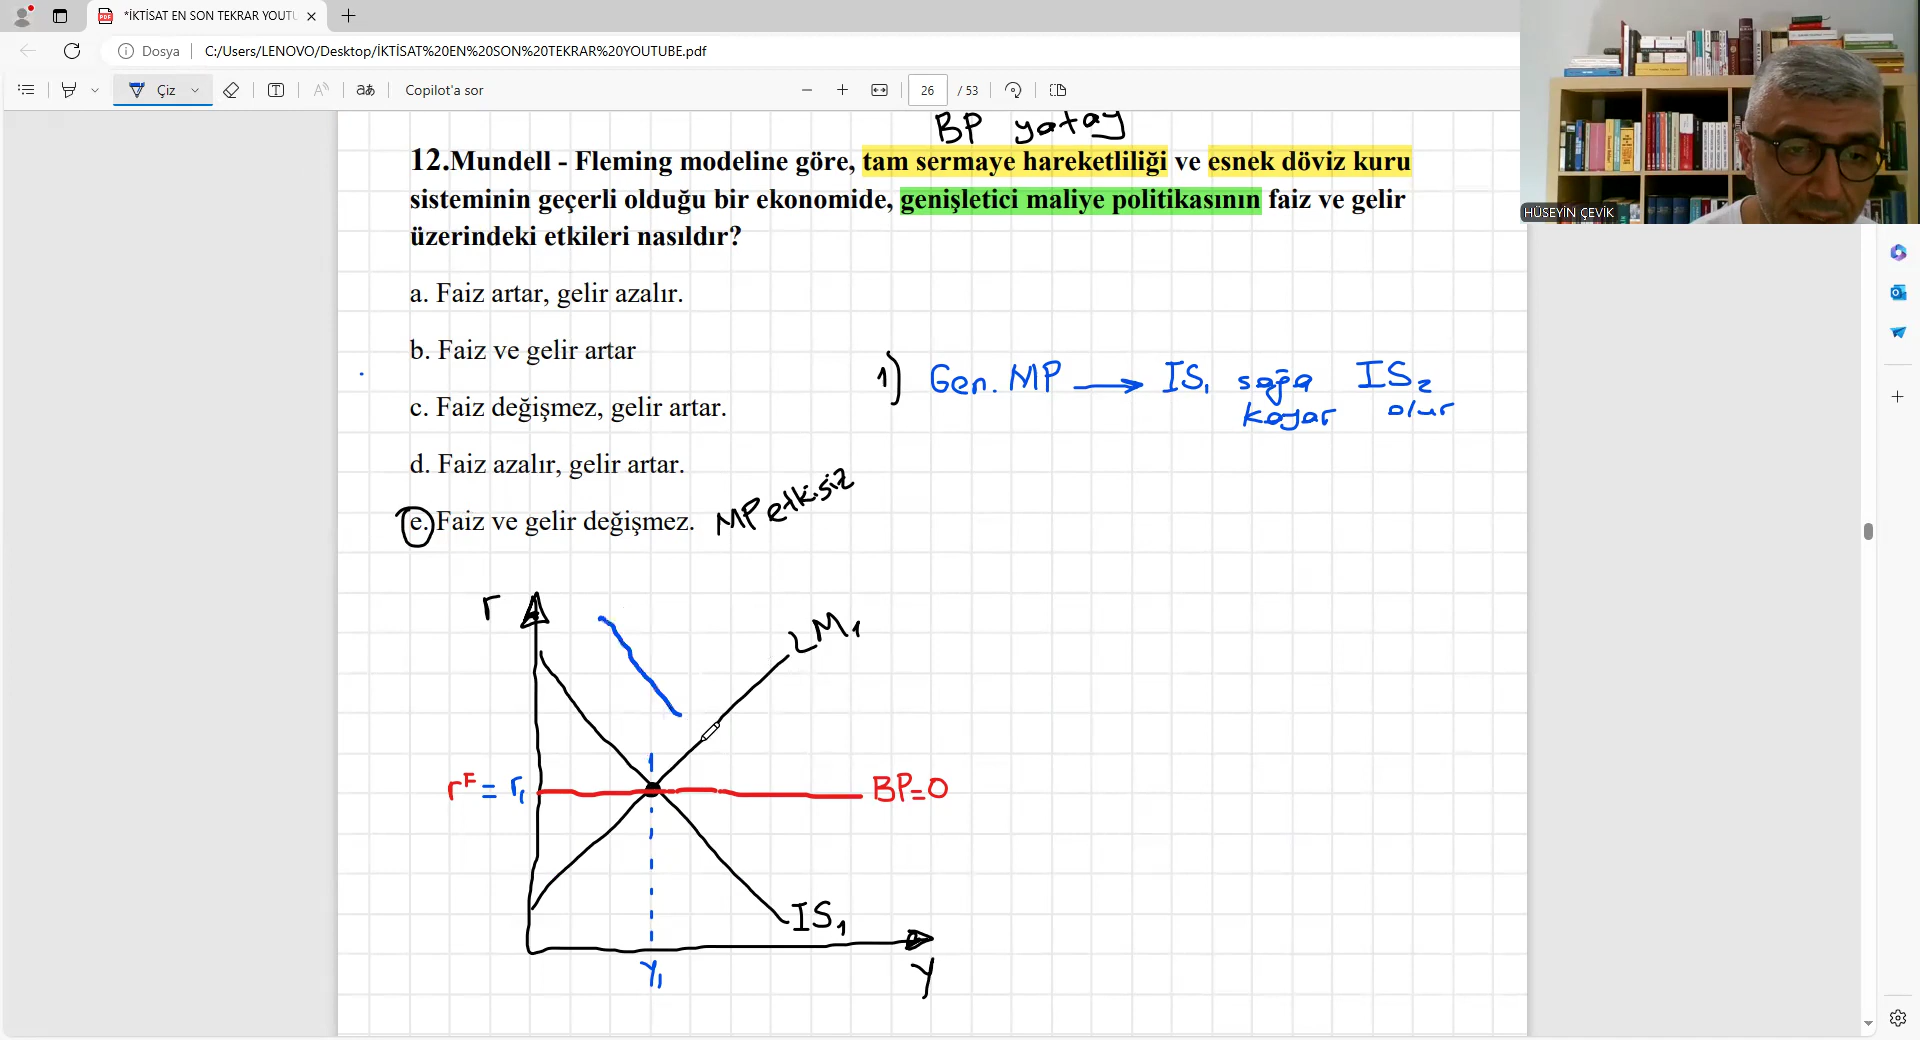 *İKTİSAT EN SON TEKRAR YOUTU
Dosya
C:/Users/LENOVO/Desktop/İKTİSAT%20EN%20SON%20TEKRAR%20YOUTUBE.pdf
Çiz
aあ
Copilot'a sor
26 / 53
HÜSEYİN ÇEVİK
BP yatay
12.Mundell - Fleming modeline göre, tam sermaye hareketliliği ve esnek döviz kuru
sisteminin geçerli olduğu bir ekonomide, genişletici maliye politikasının faiz ve gelir
üzerindeki etkileri nasıldır?
a. Faiz artar, gelir azalır.
b. Faiz ve gelir artar
c. Faiz değişmez, gelir artar.
d. Faiz azalır, gelir artar.
e. Faiz ve gelir değişmez.
MP etkisiz
1) Gen. MP → IS₁ sağa IS₂
kayar olur
r
LM₁
rF = r₁
BP=0
IS₁
Y₁
Y